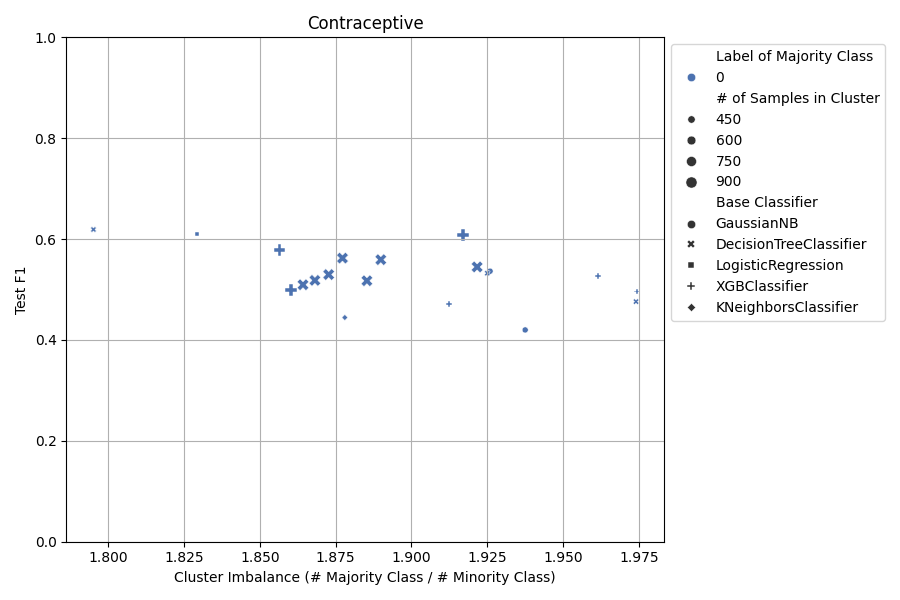 Contraceptive
Test F1
1.0
0.8
0.6
0.4
0.2
0.0
1.800 1.825 1.850 1.875 1.900 1.925 1.950 1.975
Cluster Imbalance (# Majority Class / # Minority Class)
Label of Majority Class
0
# of Samples in Cluster
450
600
750
900
Base Classifier
GaussianNB
DecisionTreeClassifier
LogisticRegression
XGBClassifier
KNeighborsClassifier